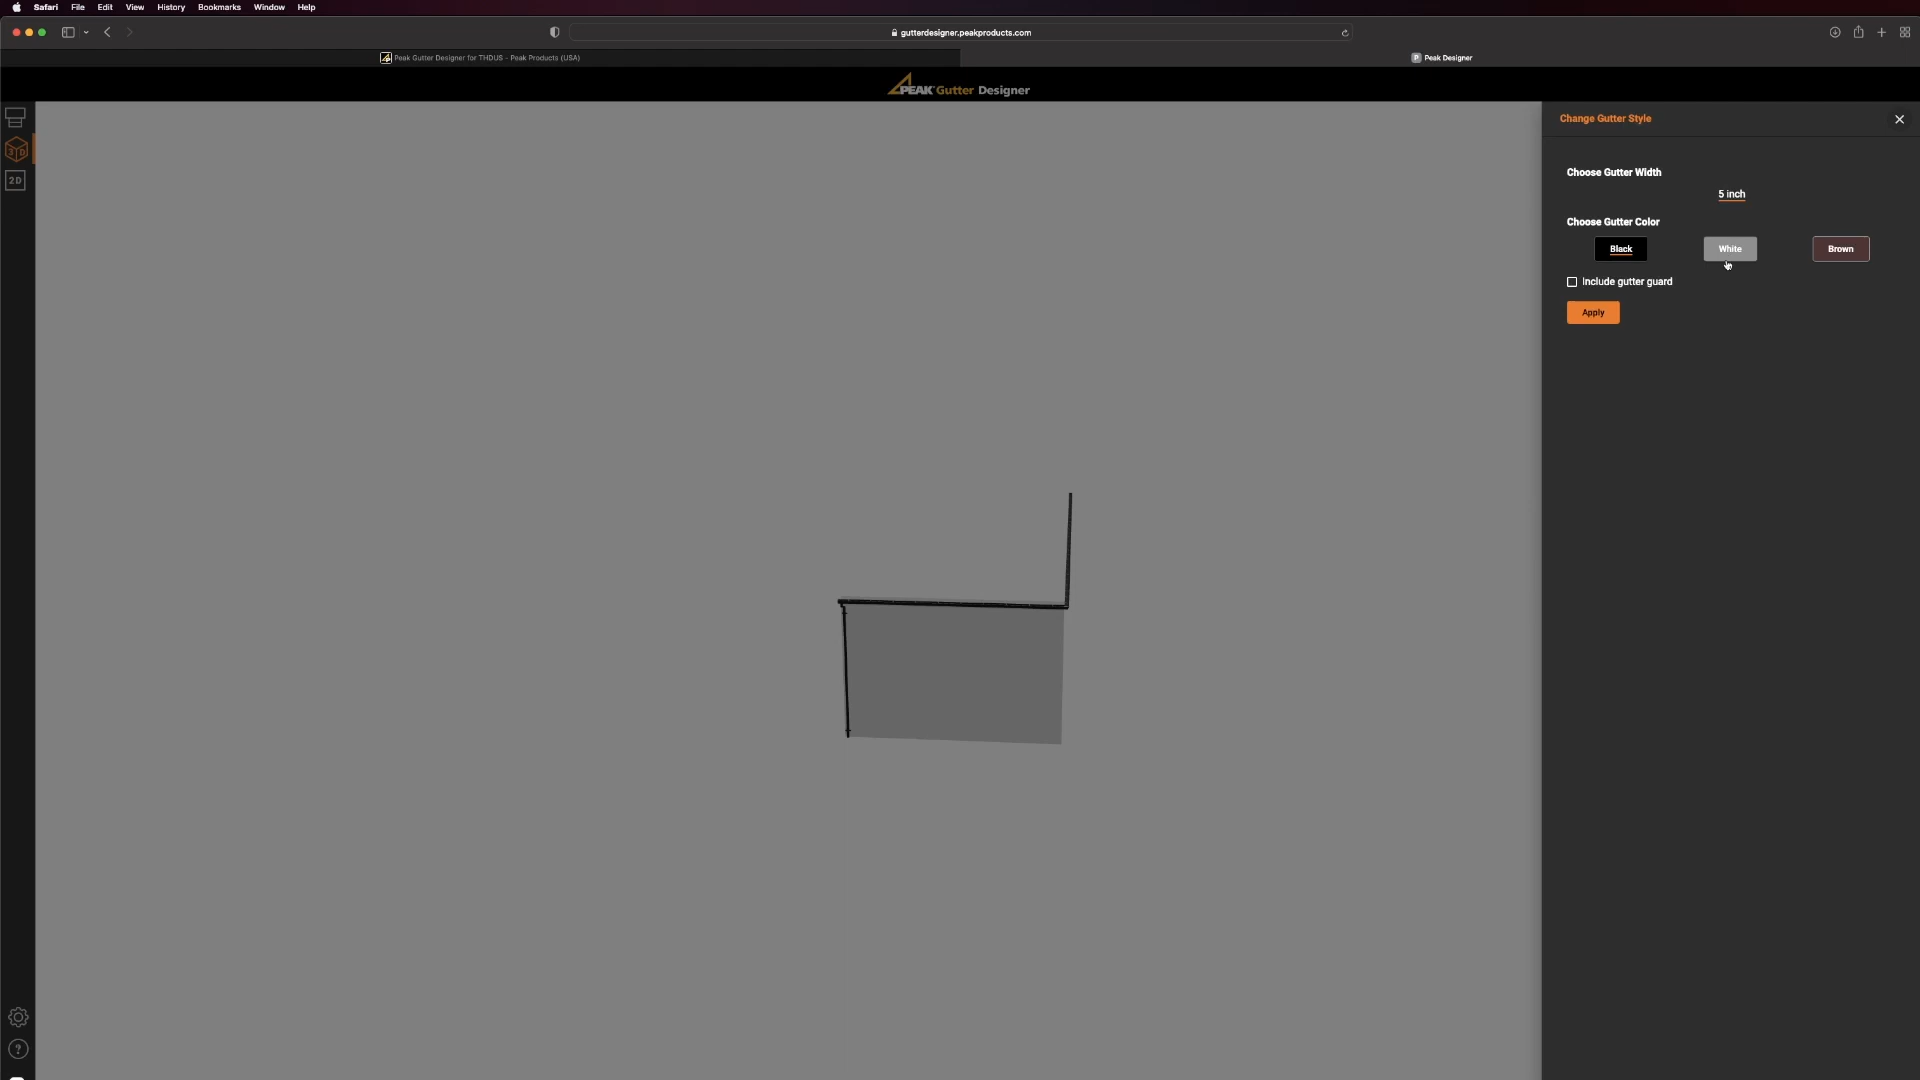 Safari File Edit View History Bookmarks Window Help
gutterdesigner.peakproducts.com
Peak Gutter Designer for THDUS - Peak Products (USA)
P Peak Designer
PEAK Gutter Designer
Change Gutter Style
3D
2D
Choose Gutter Width
5 inch
Choose Gutter Color
Black White Brown
Include gutter guard
Apply
?